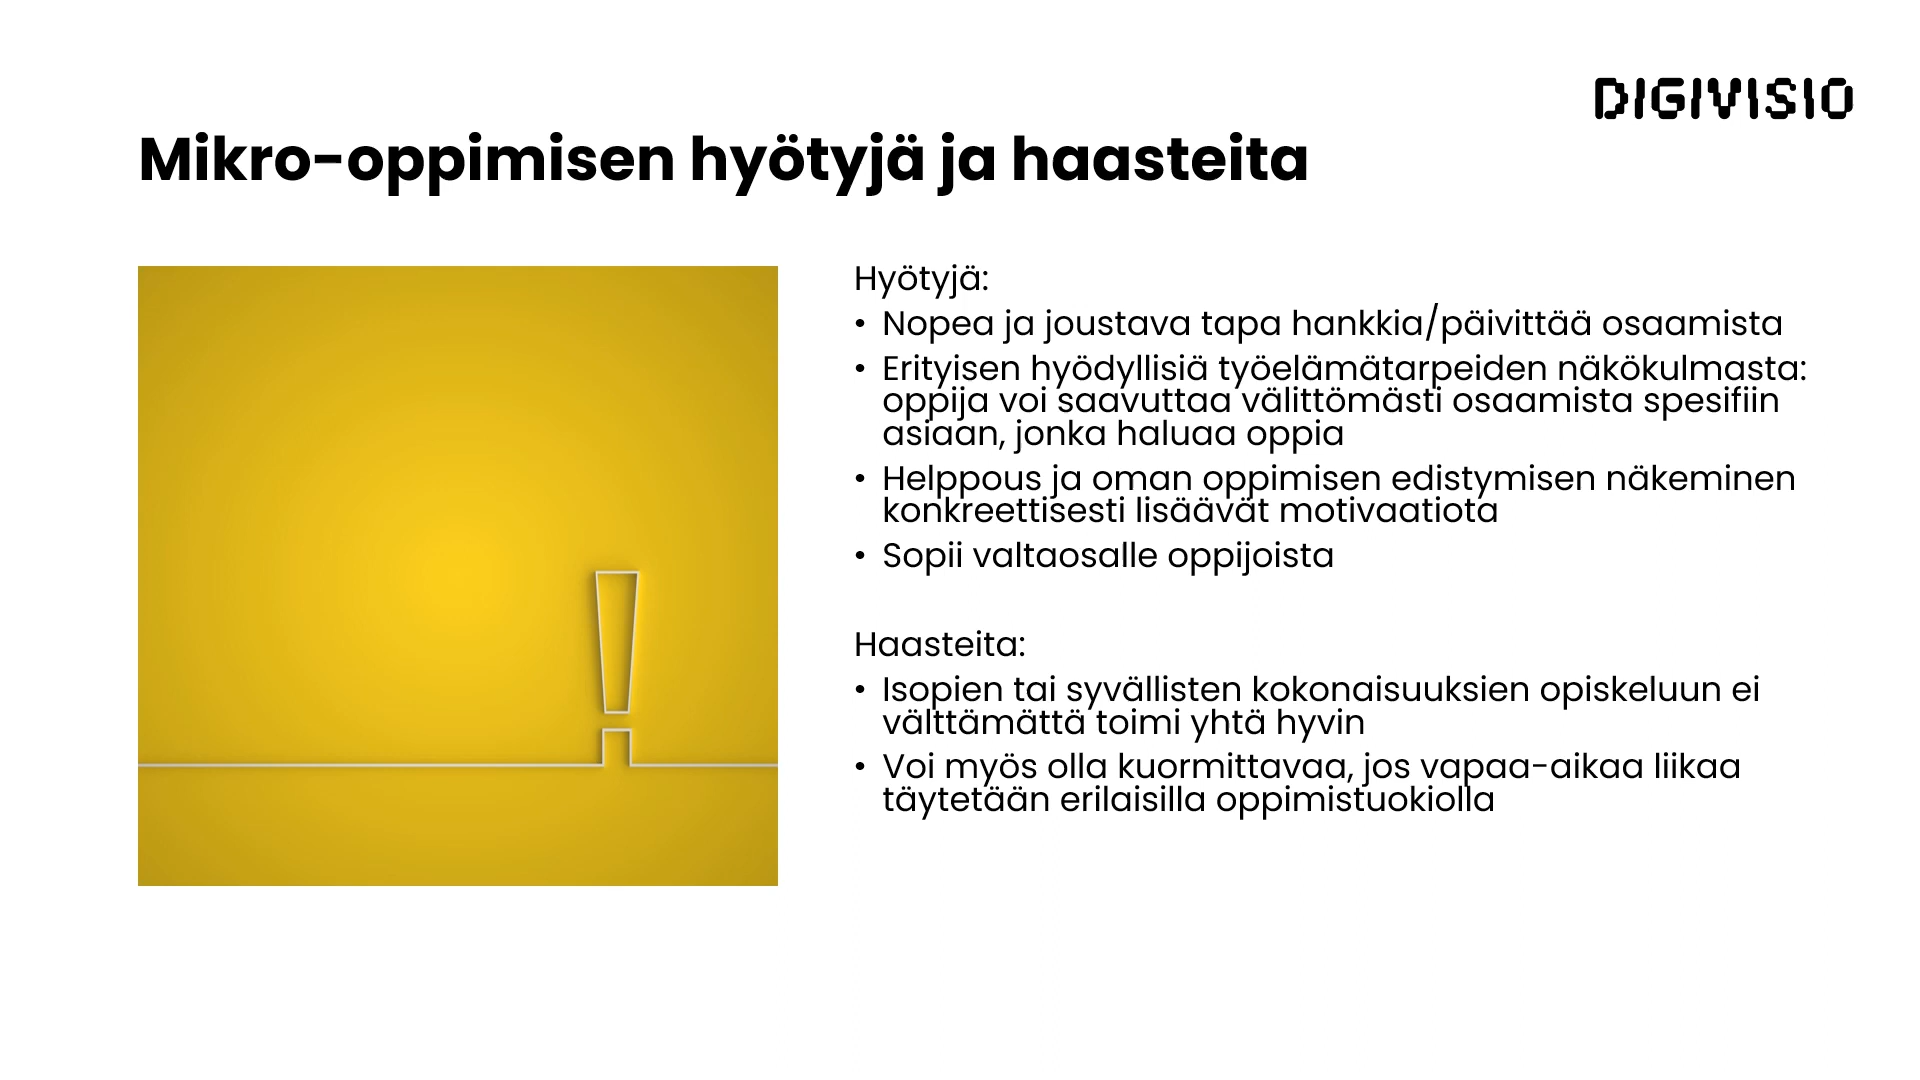 DIGIVISIO
Mikro-oppimisen hyötyjä ja haasteita
Hyötyjä:
• Nopea ja joustava tapa hankkia/päivittää osaamista
• Erityisen hyödyllisiä työelämätarpeiden näkökulmasta:
oppija voi saavuttaa välittömästi osaamista spesifiin
asiaan, jonka haluaa oppia
• Helppous ja oman oppimisen edistymisen näkeminen
konkreettisesti lisäävät motivaatiota
• Sopii valtaosalle oppijoista
Haasteita:
• Isopien tai syvällisten kokonaisuuksien opiskeluun ei
välttämättä toimi yhtä hyvin
• Voi myös olla kuormittavaa, jos vapaa-aikaa liikaa
täytetään erilaisilla oppimistuokiolla